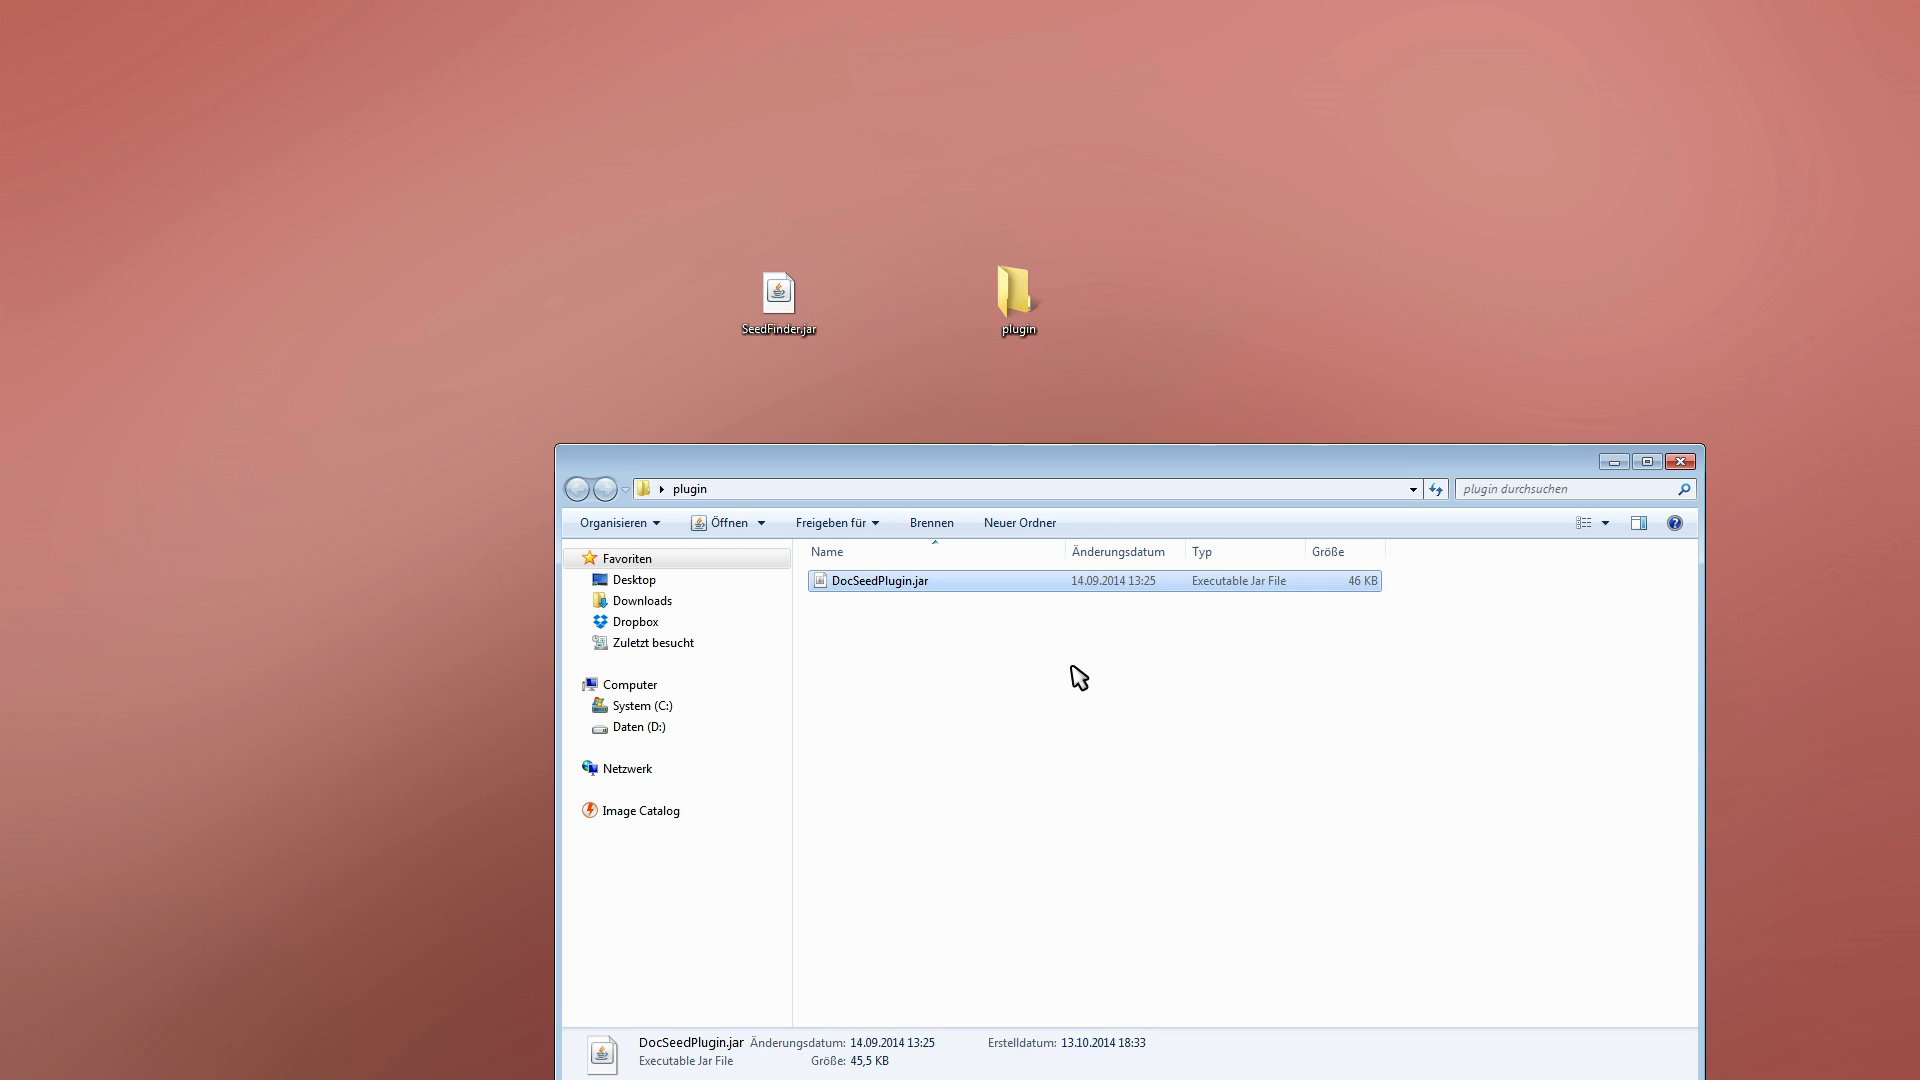 SeedFinder.jar
plugin
plugin
plugin durchsuchen
Organisieren
Öffnen
Freigeben für
Brennen
Neuer Ordner
Name
Änderungsdatum
Typ
Größe
Favoriten
Desktop
Downloads
Dropbox
Zuletzt besucht
Computer
System (C:)
Daten (D:)
Netzwerk
Image Catalog
DocSeedPlugin.jar 14.09.2014 13:25 Executable Jar File 46 KB
DocSeedPlugin.jar Änderungsdatum: 14.09.2014 13:25 Erstelldatum: 13.10.2014 18:33
Executable Jar File Größe: 45,5 KB